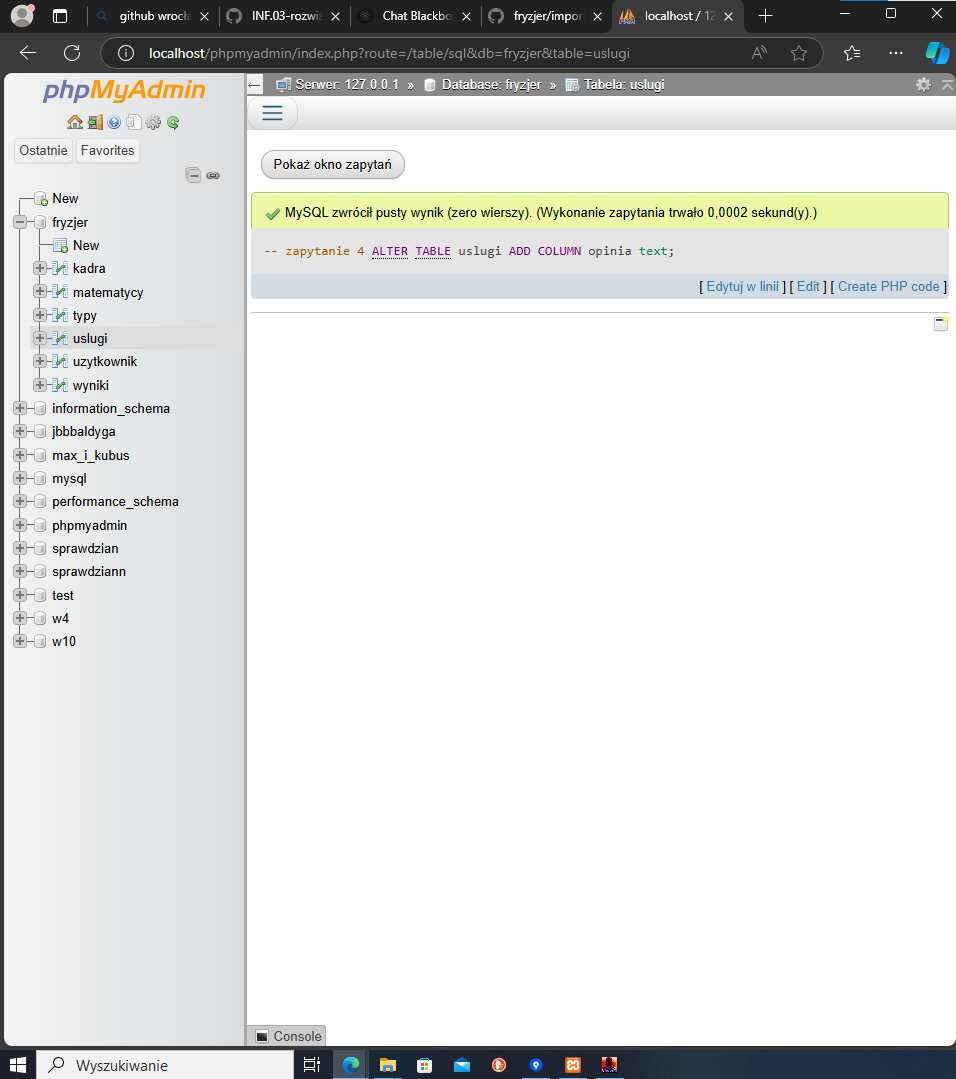 github wrocła
INF.03-rozwia
Chat Blackbo
fryzjer/impor
localhost / 12
localhost/phpmyadmin/index.php?route=/table/sql&db=fryzjer&table=uslugi
phpMyAdmin
Serwer: 127.0.0.1 » Database: fryzjer » Tabela: uslugi
Ostatnie
Favorites
Pokaż okno zapytań
New
fryzjer
New
kadra
matematycy
typy
uslugi
uzytkownik
wyniki
information_schema
jbbbaldyga
max_i_kubus
mysql
performance_schema
phpmyadmin
sprawdzian
sprawdziann
test
w4
w10
MySQL zwrócił pusty wynik (zero wierszy). (Wykonanie zapytania trwało 0,0002 sekund(y).)
-- zapytanie 4 ALTER TABLE uslugi ADD COLUMN opinia text;
[ Edytuj w linii ] [ Edit ] [ Create PHP code ]
Console
Wyszukiwanie